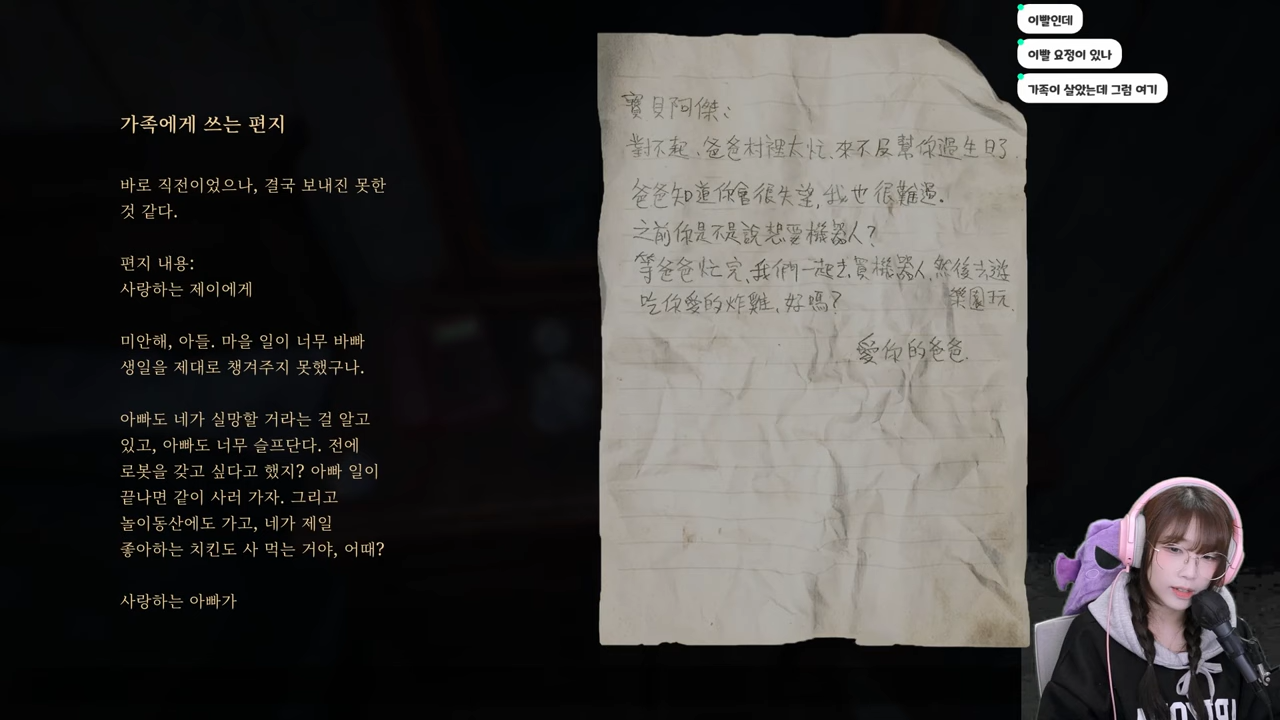 가족에게 쓰는 편지
바로 직전이었으나, 결국 보내진 못한
것 같다.
편지 내용:
사랑하는 제이에게
미안해, 아들. 마을 일이 너무 바빠
생일을 제대로 챙겨주지 못했구나.
아빠도 네가 실망할 거라는 걸 알고
있고, 아빠도 너무 슬프단다. 전에
로봇을 갖고 싶다고 했지? 아빠 일이
끝나면 같이 사러 가자. 그리고
놀이동산에도 가고, 네가 제일
좋아하는 치킨도 사 먹는 거야, 어때?
사랑하는 아빠가
寶貝阿傑：
對不起、爸爸村裡太忙、來不及幫你過生日了.
爸爸知道你會很失望, 我也很難過.
之前你是不是說想要機器人?
等爸爸忙完、我們一起去買機器人, 然後去遊
樂園玩.
吃你愛的炸雞、好嗎?
愛你的爸爸.
이빨인데
이빨 요정이 있나
가족이 살았는데 그럼 여기